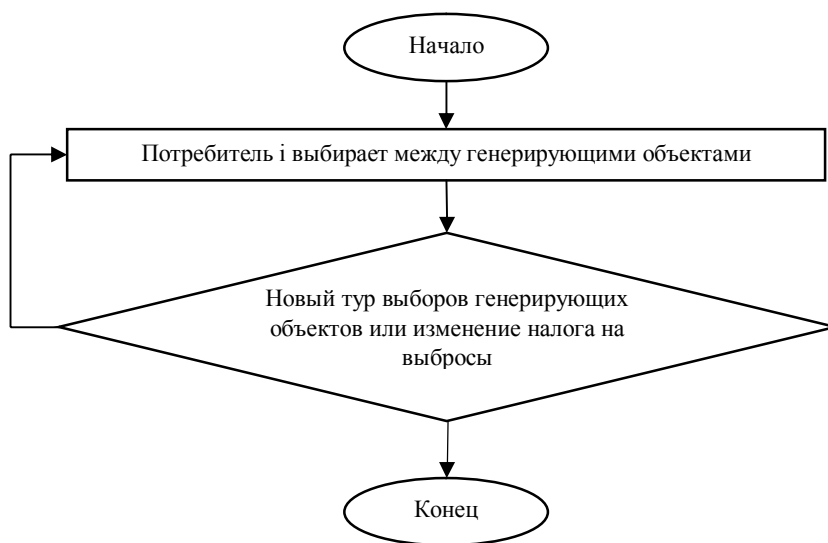 Начало
Потребитель i выбирает между генерирующими объектами
Новый тур выборов генерирующих
объектов или изменение налога на
выбросы
Конец